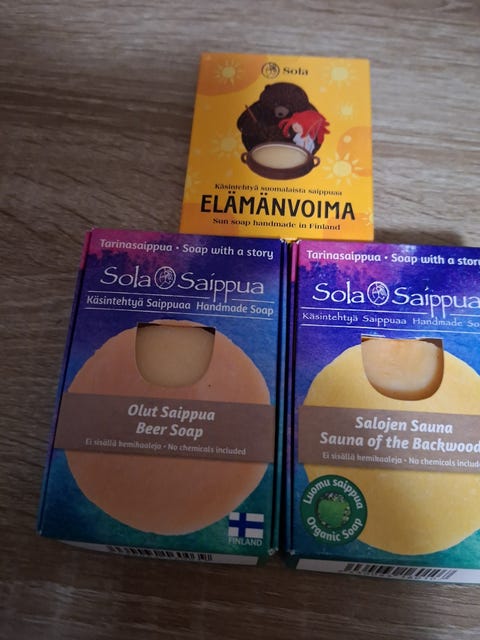 Sola
Käsintehtyä suomalaista saippuaa
ELÄMÄNVOIMA
Sun soap handmade in Finland
Tarinasaippua • Soap with a story
Sola Saippua
Käsintehtyä Saippuaa Handmade Soap
Olut Saippua
Beer Soap
Ei sisällä kemikaaleja • No chemicals included
FINLAND
Tarinasaippua • Soap with a story
Sola Saippua
Käsintehtyä Saippuaa Handmade So
Salojen Sauna
Sauna of the Backwood
Ei sisällä kemikaaleja • No chemicals include
Luomu saippua
Organic Soap